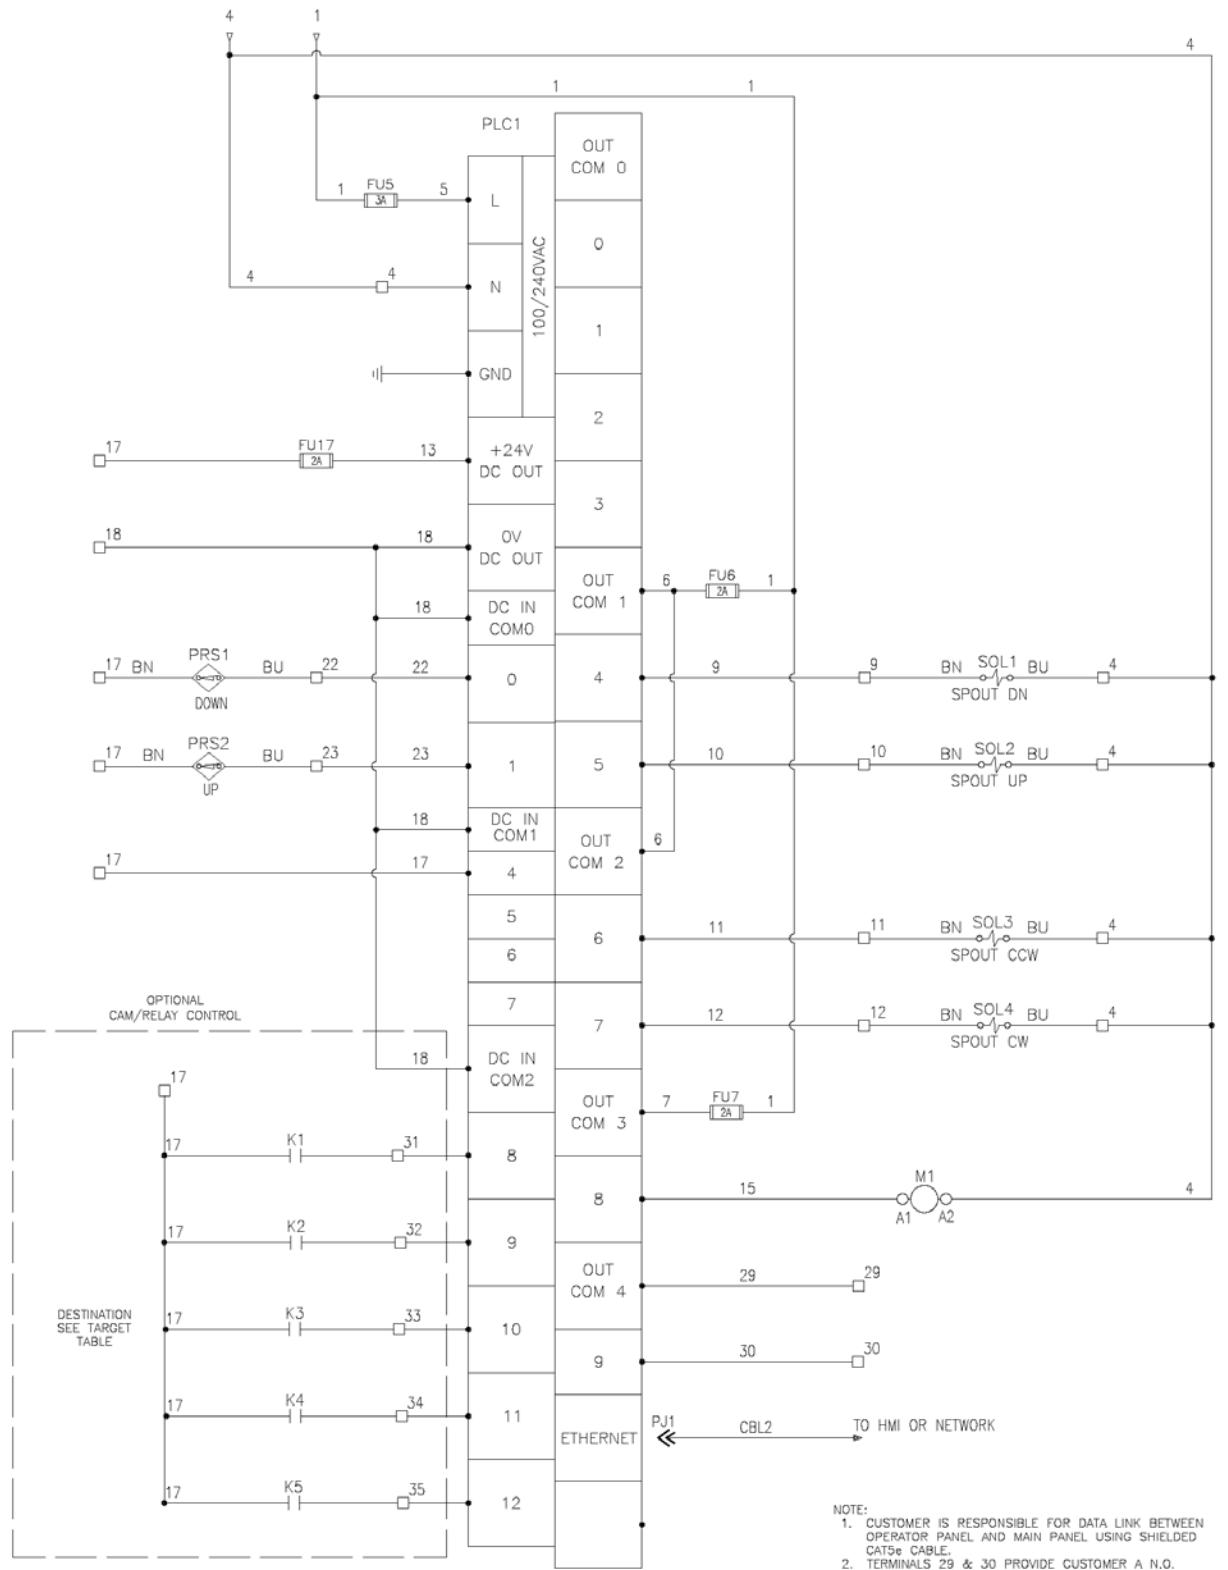 4 1
4
1 1
PLC1
OUT
COM 0
1 FU5 5
3A
L
0
4 4
N
100/240VAC
1
GND
2
17 FU17 13
2A
+24V
DC OUT
3
18 18
0V
DC OUT
OUT
COM 1
6 FU6 1
2A
18
DC IN
COM0
17 BN PRS1 BU 22 22
DOWN
0
4
9 9 BN SOL1 BU 4
SPOUT DN
17 BN PRS2 BU 23 23
UP
1
5
10 10 BN SOL2 BU 4
SPOUT UP
18
DC IN
COM1
OUT
COM 2
6
17 17
4
5
6
6
11 11 BN SOL3 BU 4
SPOUT CCW
7
7
12 12 BN SOL4 BU 4
SPOUT CW
OPTIONAL
CAM/RELAY CONTROL
18
DC IN
COM2
17
OUT
COM 3
7 FU7 1
2A
17 K1 31
8
8
15 M1 4
A1 A2
17 K2 32
9
OUT
COM 4
29 29
DESTINATION
SEE TARGET
TABLE
17 K3 33
10
9
30 30
17 K4 34
11
ETHERNET
PJ1 CBL2 TO HMI OR NETWORK
17 K5 35
12
NOTE:
1. CUSTOMER IS RESPONSIBLE FOR DATA LINK BETWEEN
OPERATOR PANEL AND MAIN PANEL USING SHIELDED
CAT5e CABLE.
2. TERMINALS 29 & 30 PROVIDE CUSTOMER A N.O.